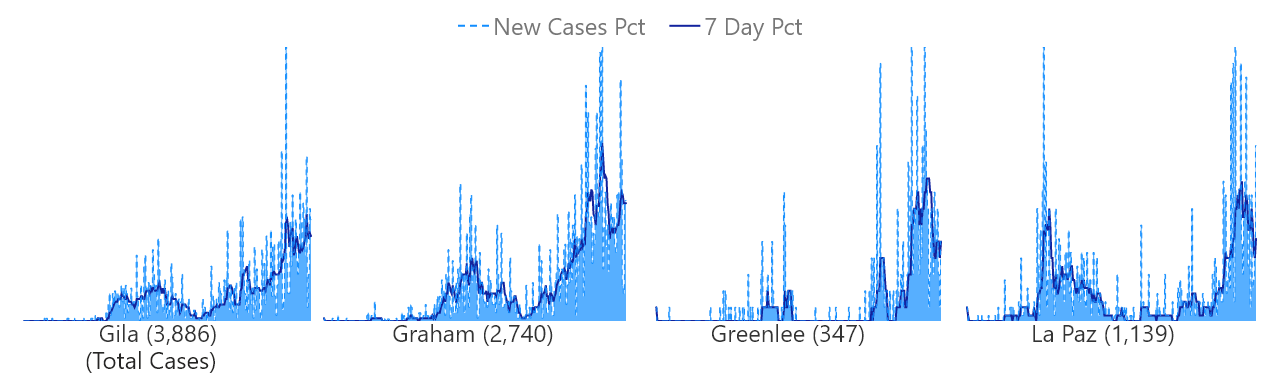 New Cases Pct 7 Day Pct
Gila (3,886) Graham (2,740) Greenlee (347) La Paz (1,139)
(Total Cases)